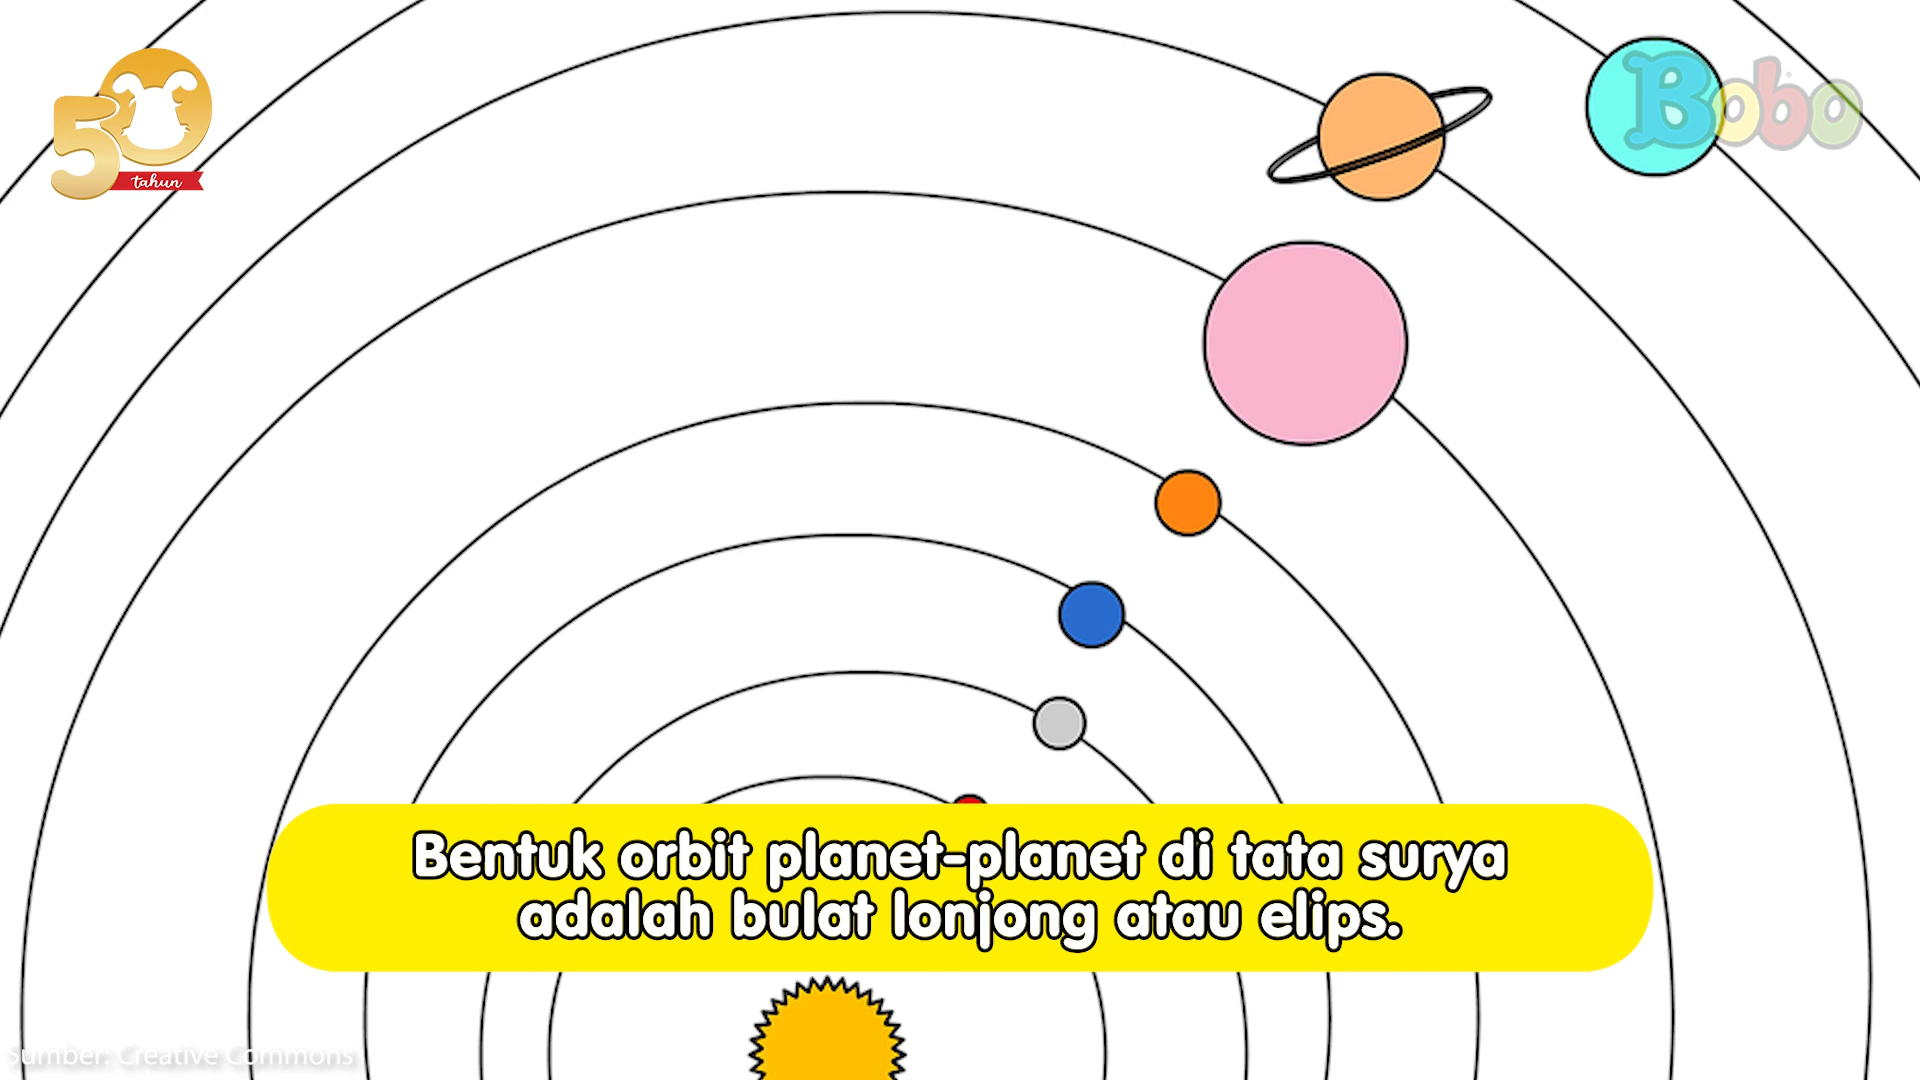 50
tahun
Bobo
Bentuk orbit planet-planet di tata surya
adalah bulat lonjong atau elips.
Sumber: Creative Commons